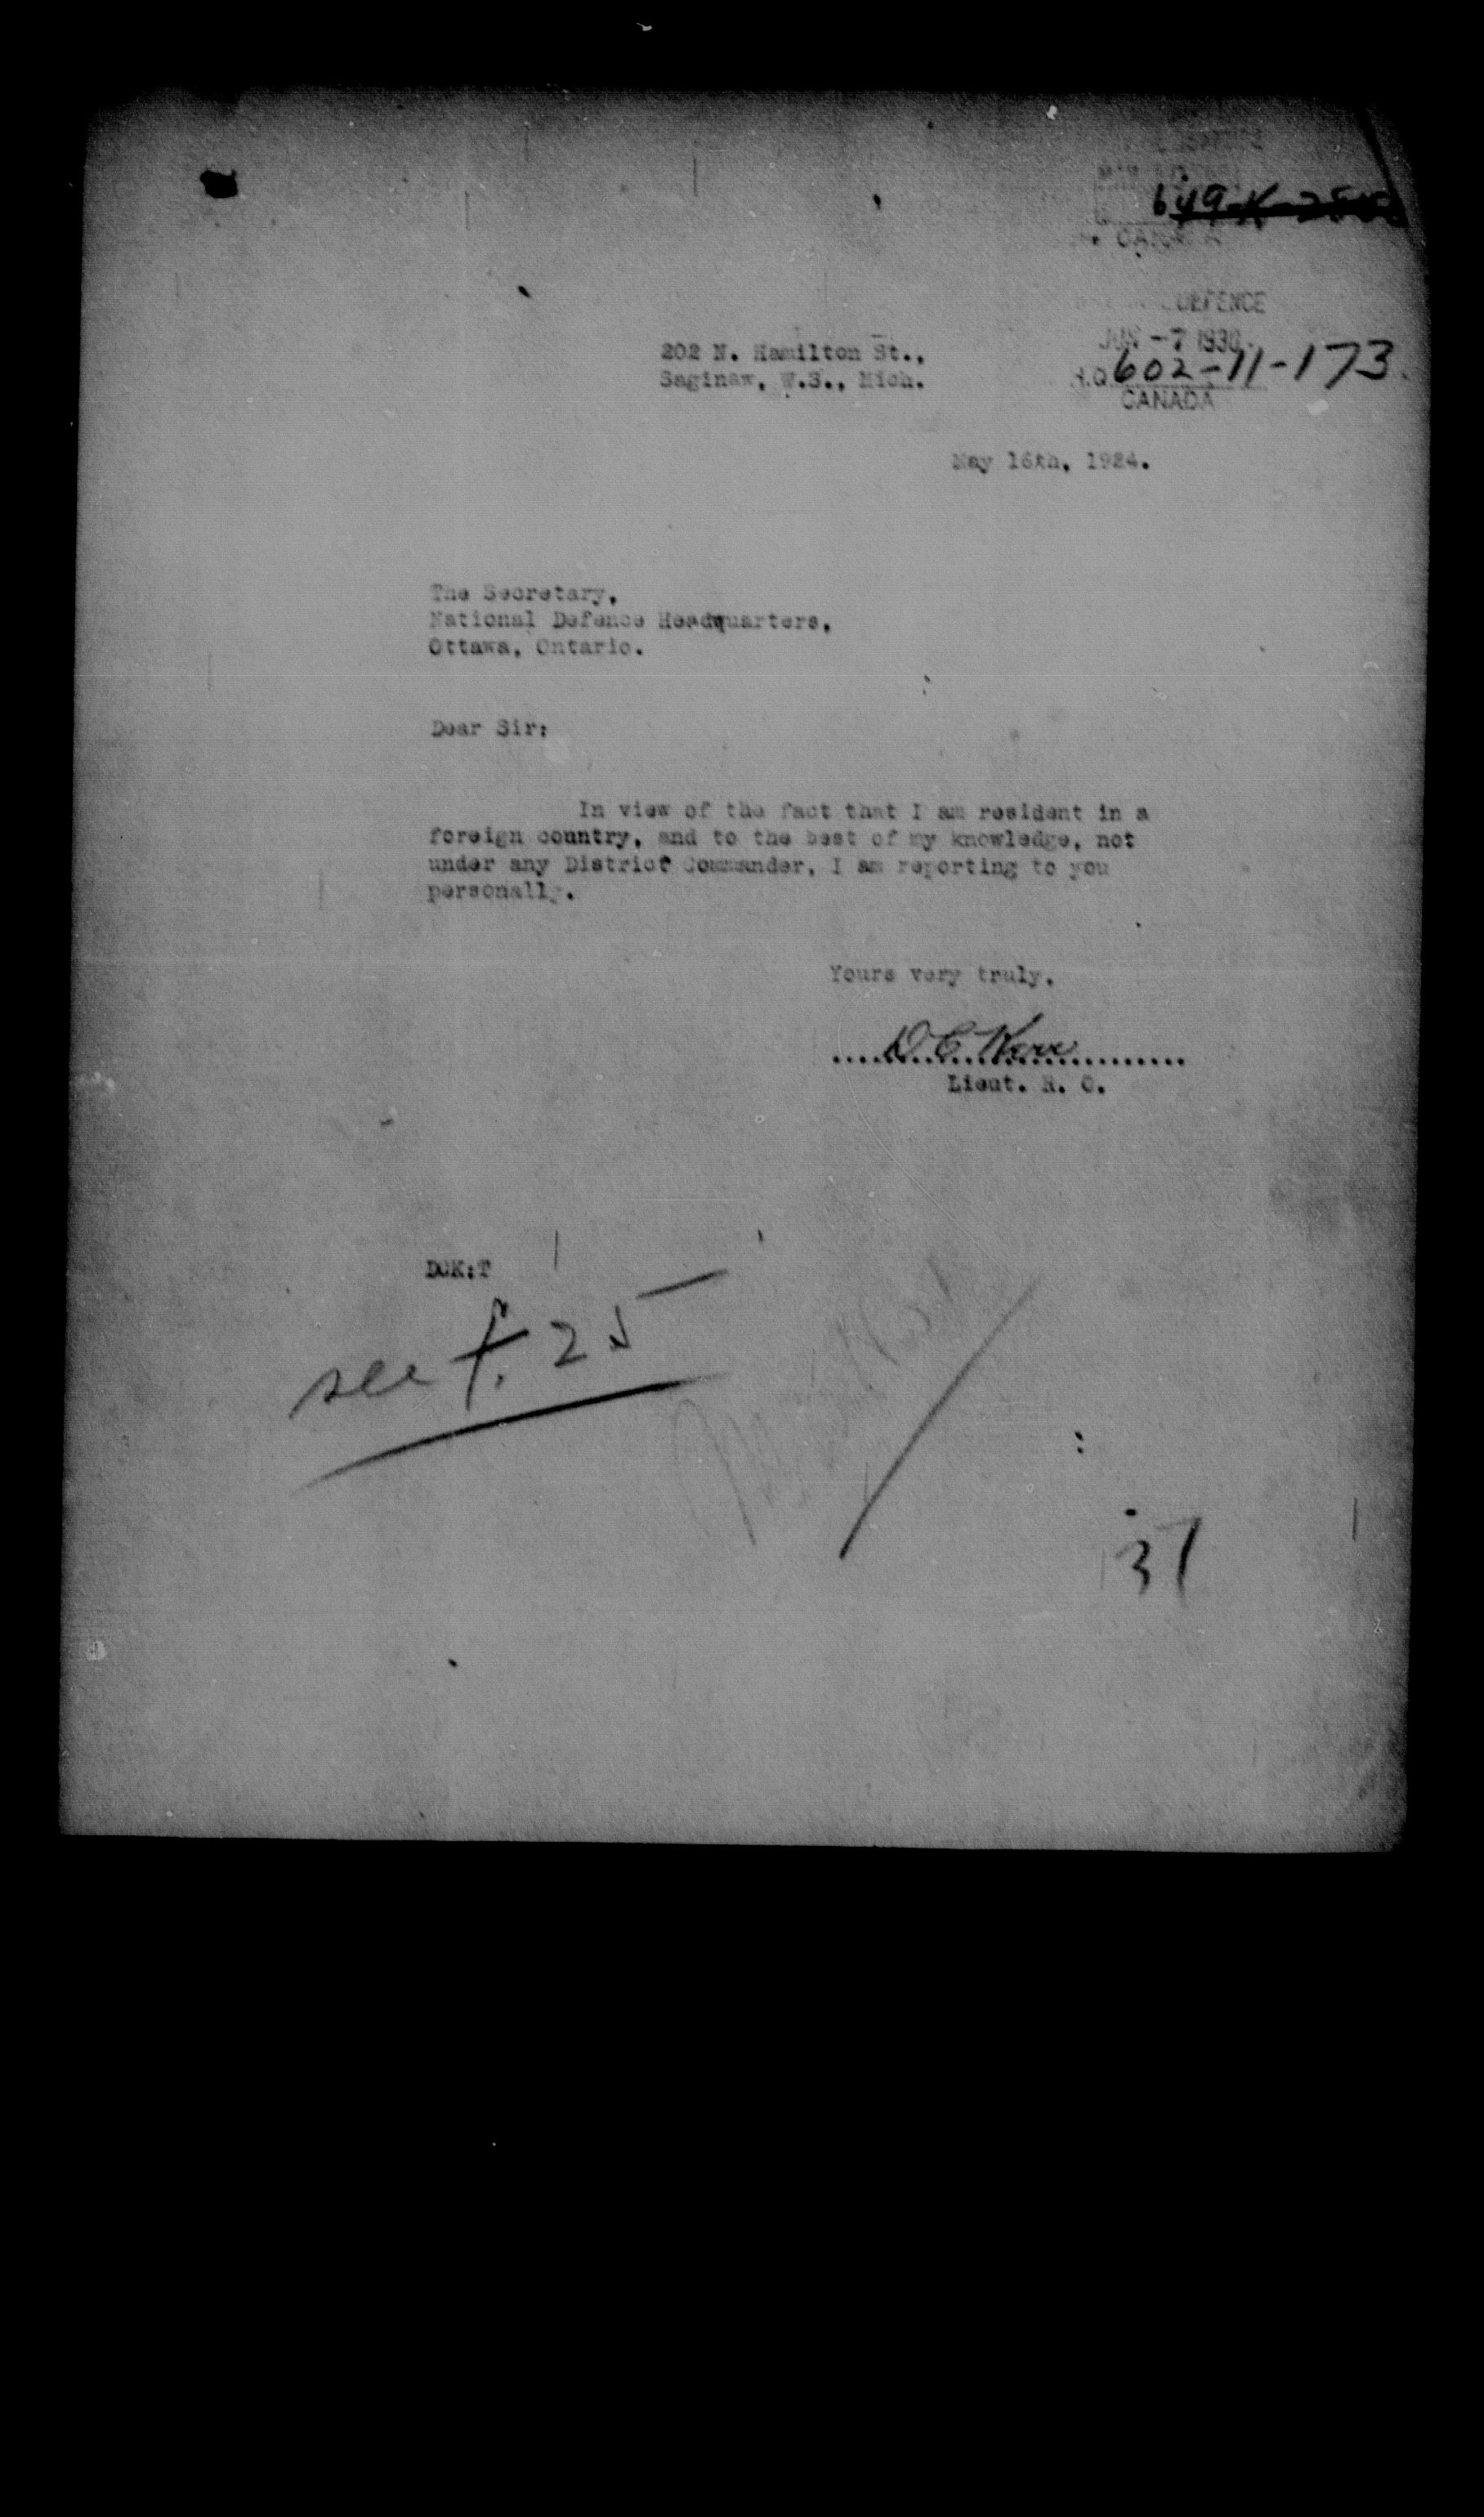 649-K-
CANADA
DEFENCE
JUN -7 1930
H.Q. 602-11-173
CANADA
202 N. Hamilton St.,
Saginaw, W.S., Mich.
May 16th, 1924.
The Secretary,
National Defence Headquarters,
Ottawa, Ontario.
Dear Sir:
In view of the fact that I am resident in a
foreign country, and to the best of my knowledge, not
under any District Commander, I am reporting to you
personally.
Yours very truly,
D C Kerr
Lieut. R. O.
DCK:T
see f. 25
37